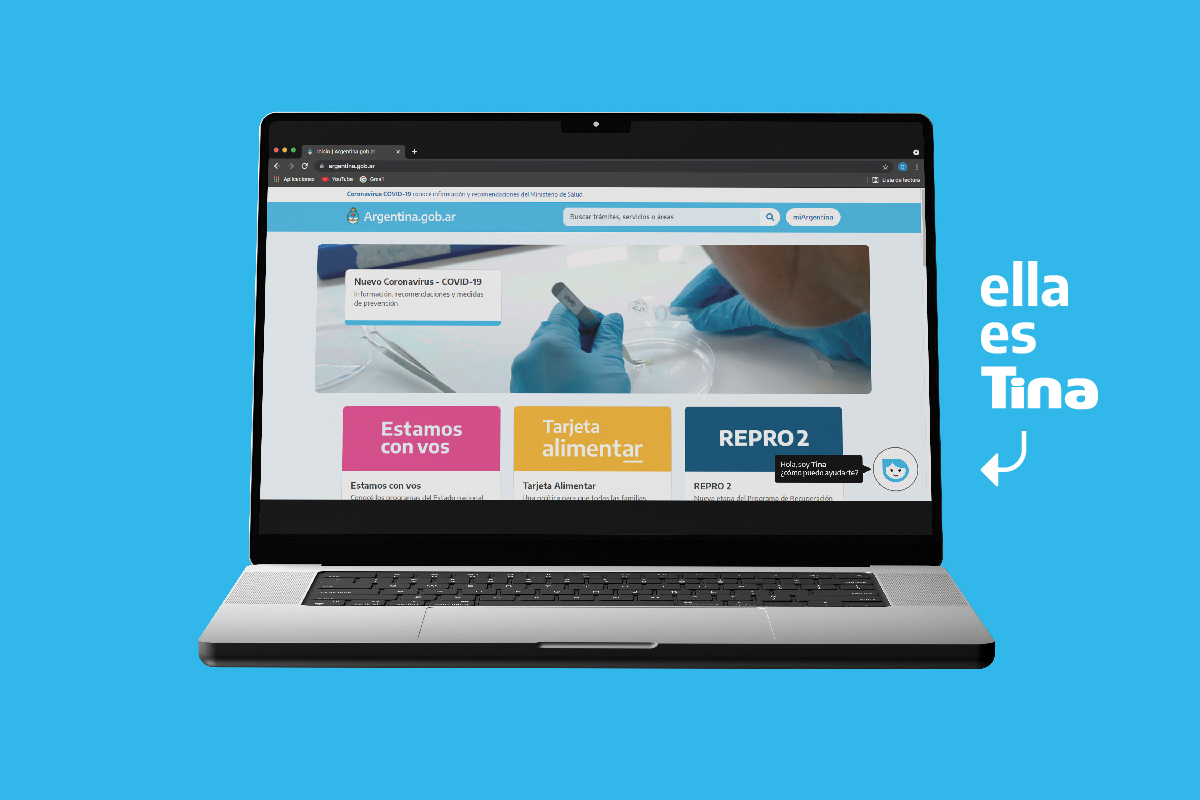 Inicio | Argentina.gob.ar
argentina.gob.ar
Aplicaciones YouTube Gmail Lista de lectura
Coronavirus COVID-19 conocé información y recomendaciones del Ministerio de Salud.
Argentina.gob.ar Buscar trámites, servicios o áreas miArgentina
Nuevo Coronavirus - COVID-19
Información, recomendaciones y medidas
de prevención.
Estamos
con vos
Tarjeta
alimentar
REPRO 2
Hola, soy Tina
¿cómo puedo ayudarte?
Estamos con vos
Conocé los programas del Estado nacional
Tarjeta Alimentar
Una política para que todas las familias
REPRO 2
Nueva etapa del Programa de Recuperación
ella
es
Tina